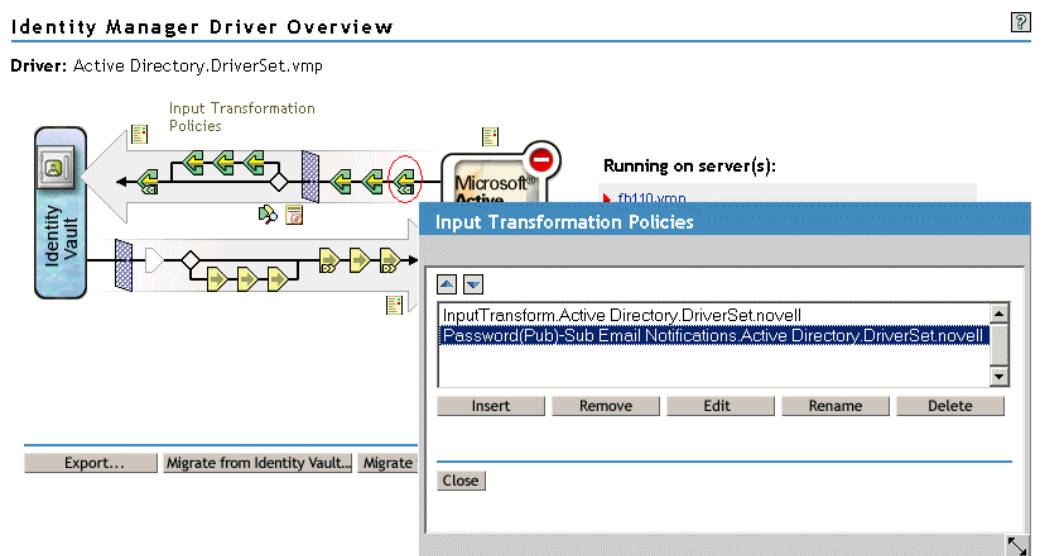 Identity Manager Driver Overview
?
Driver: Active Directory.DriverSet.vmp
Input Transformation
Policies
Identity
Vault
Microsoft®
Active
Running on server(s):
fb110.vmp
Input Transformation Policies
InputTransform.Active Directory.DriverSet.novell
Password(Pub)-Sub Email Notifications.Active Directory.DriverSet.novell
Insert Remove Edit Rename Delete
Export... Migrate from Identity Vault... Migrate
Close